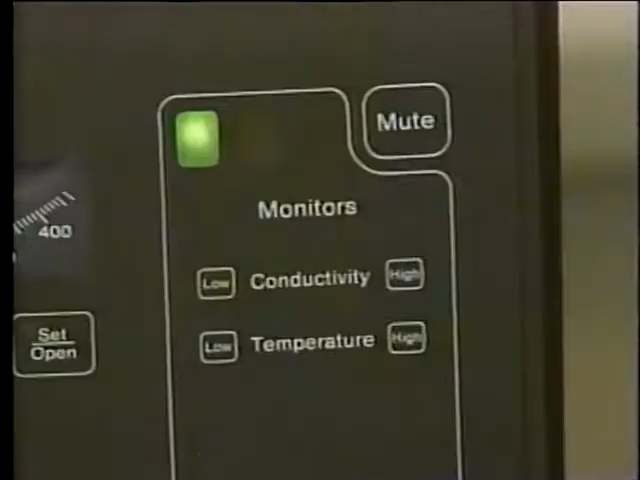 Mute
Monitors
400
Low Conductivity High
Set
Open
Low Temperature High